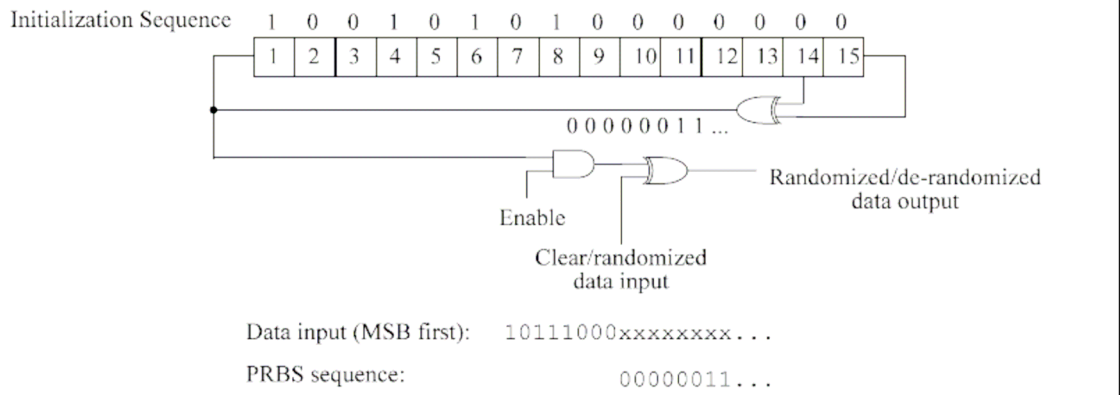 Initialization Sequence 1 0 0 1 0 1 0 1 0 0 0 0 0 0 0
1 2 3 4 5 6 7 8 9 10 11 12 13 14 15
0 0 0 0 0 0 1 1 ...
Enable
Randomized/de-randomized
data output
Clear/randomized
data input
Data input (MSB first): 10111000xxxxxxxx...
PRBS sequence: 00000011...